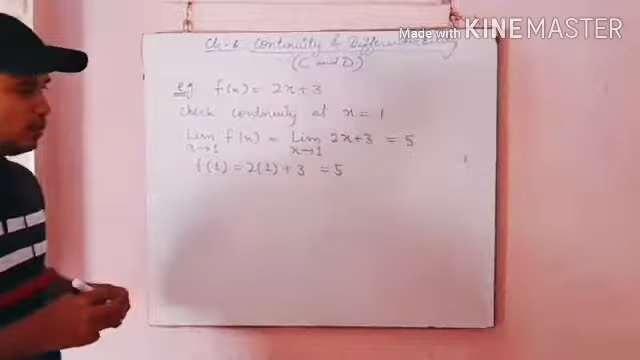 Made with KINEMASTER
Ch-6 Continuity & Differentiability
(C and D)
eg f(x) = 2x+3
check continuity at x = 1
Lim x→1 f(x) = Lim x→1 2x+3 = 5
f(1) = 2(1) + 3 = 5